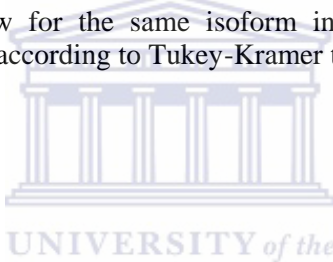 for the same isoform in
according to Tukey-Kramer
UNIVERSITY of the